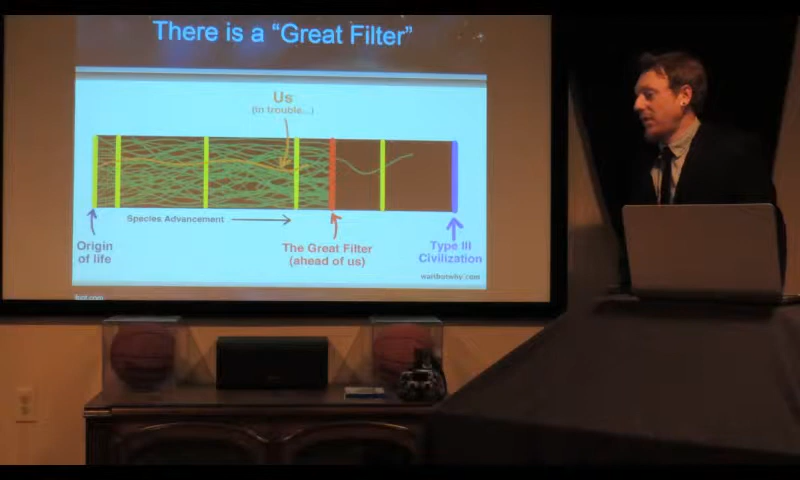 There is a "Great Filter"
Us
(in trouble...)
Species Advancement
Origin
of life
The Great Filter
(ahead of us)
Type III
Civilization
waitbutwhy.com